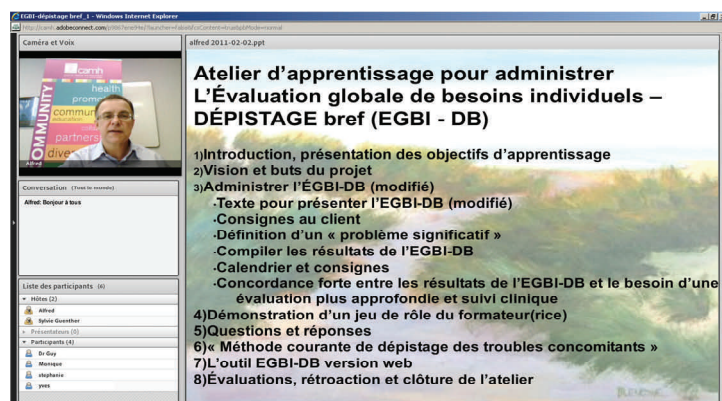 EGBI-dépistage bref_1 - Windows Internet Explorer
Caméra et Voix
camh
health
COMMUNITY
Alfred
Conversation (Tout le monde)
Alfred: Bonjour à tous
Liste des participants (6)
Hôtes (2)
Alfred
Sylvie Guenther
Présentateurs (0)
Participants (4)
Dr Guy
Monique
stephanie
yves
alfred 2011-02-02.ppt
Atelier d'apprentissage pour administrer
L'Évaluation globale de besoins individuels –
DÉPISTAGE bref (EGBI - DB)
1)Introduction, présentation des objectifs d'apprentissage
2)Vision et buts du projet
3)Administrer l'ÉGBI-DB (modifié)
·Texte pour présenter l'EGBI-DB (modifié)
·Consignes au client
·Définition d'un « problème significatif »
·Compiler les résultats de l'EGBI-DB
·Calendrier et consignes
·Concordance forte entre les résultats de l'EGBI-DB et le besoin d'une
évaluation plus approfondie et suivi clinique
4)Démonstration d'un jeu de rôle du formateur(rice)
5)Questions et réponses
6)« Méthode courante de dépistage des troubles concomitants »
7)L'outil EGBI-DB version web
8)Évaluations, rétroaction et clôture de l'atelier